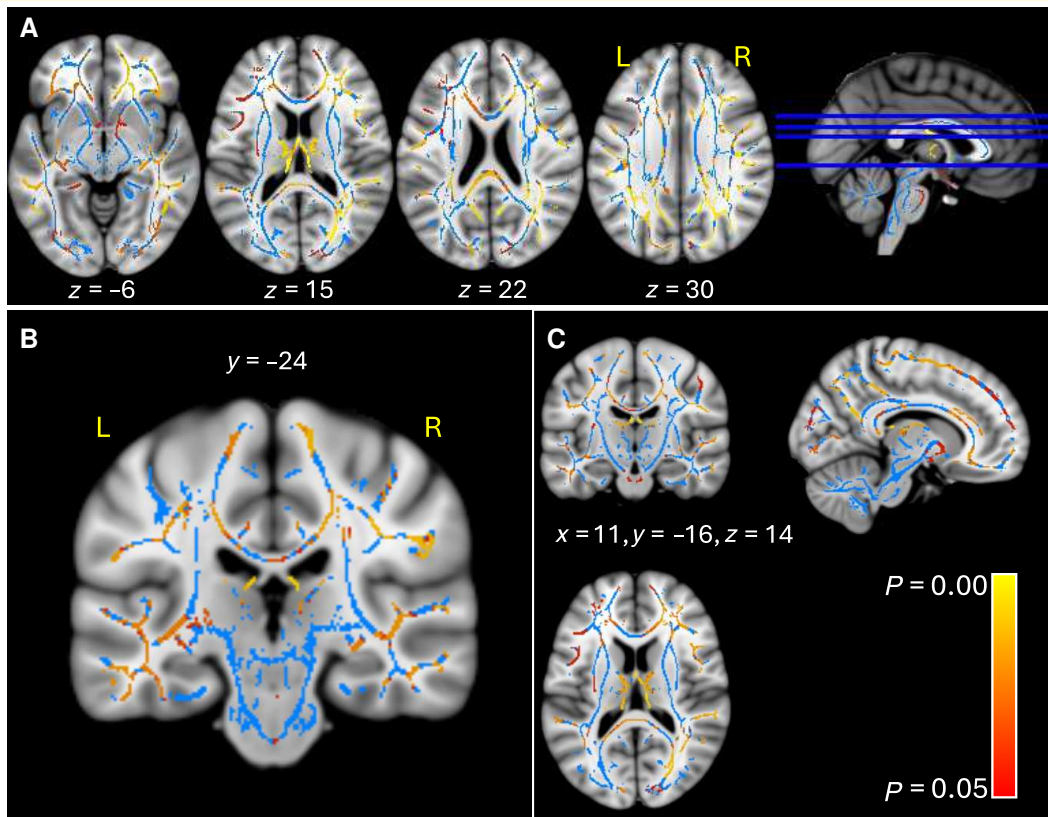 A
L R
z = –6 z = 15 z = 22 z = 30
B
y = –24
L R
C
x = 11, y = –16, z = 14
P = 0.00
P = 0.05